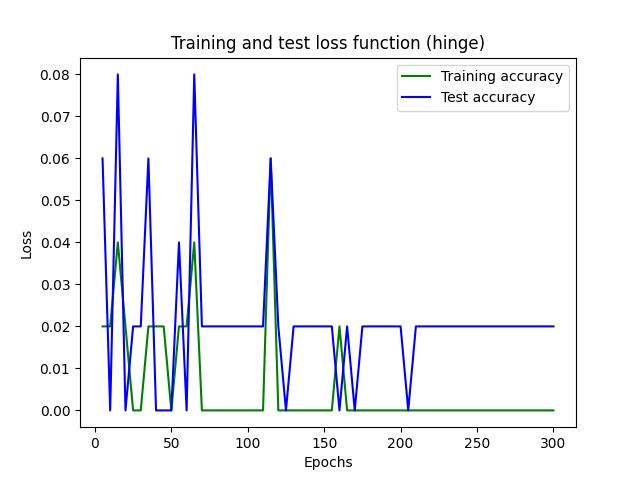 Training and test loss function (hinge)
Training accuracy
Test accuracy
0.08
0.07
0.06
0.05
0.04
0.03
0.02
0.01
0.00
Loss
0 50 100 150 200 250 300
Epochs